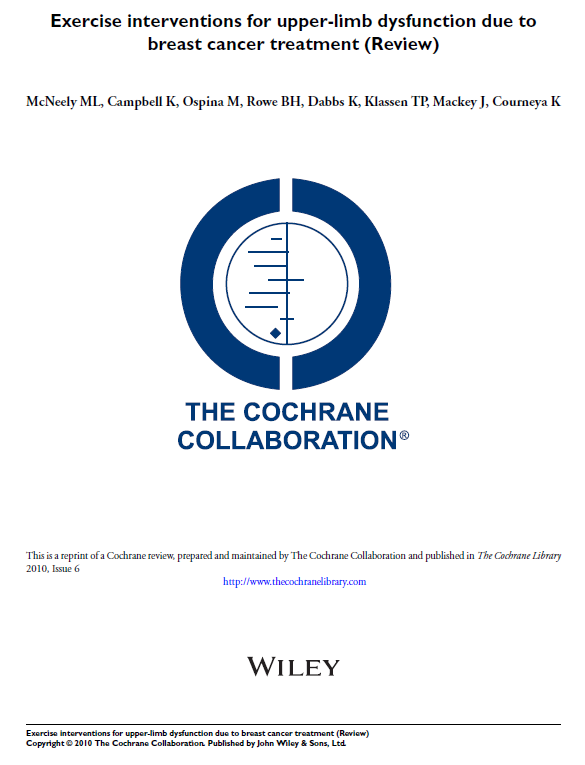 Exercise interventions for upper-limb dysfunction due to
breast cancer treatment (Review)
McNeely ML, Campbell K, Ospina M, Rowe BH, Dabbs K, Klassen TP, Mackey J, Courneya K
THE COCHRANE
COLLABORATION®
This is a reprint of a Cochrane review, prepared and maintained by The Cochrane Collaboration and published in The Cochrane Library
2010, Issue 6
http://www.thecochranelibrary.com
WILEY
Exercise interventions for upper-limb dysfunction due to breast cancer treatment (Review)
Copyright © 2010 The Cochrane Collaboration. Published by John Wiley & Sons, Ltd.